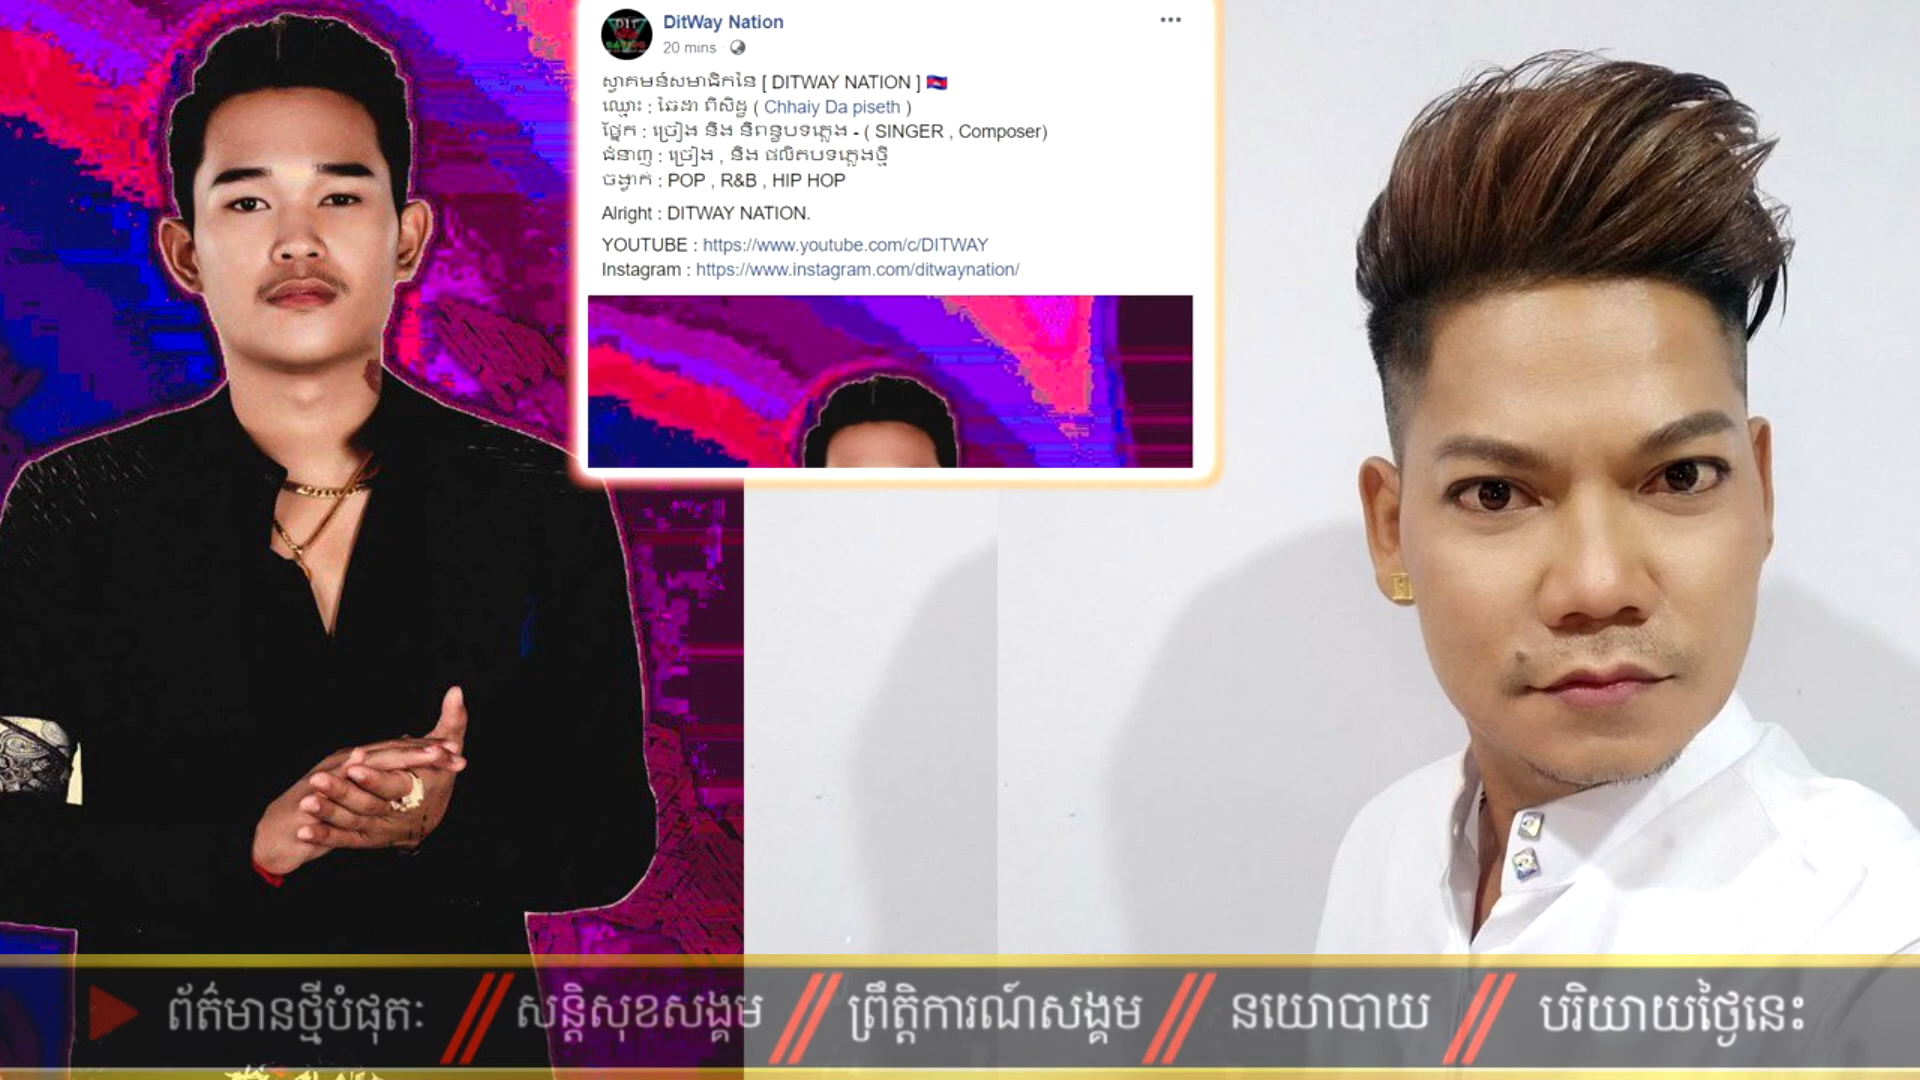 DitWay Nation
20 mins
ស្វាគមន៍សមាជិកនៃ [ DITWAY NATION ] 🇰🇭
ឈ្មោះ : ឆៃដា ពិសិដ្ឋ ( Chhaiy Da piseth )
ផ្នែក : ច្រៀង និង និពន្ធបទភ្លេង - ( SINGER , Composer)
ជំនាញ : ច្រៀង , និង ផលិតបទភ្លេងថ្មី
ចង្វាក់ : POP , R&B , HIP HOP
Alright : DITWAY NATION.
YOUTUBE : https://www.youtube.com/c/DITWAY
Instagram : https://www.instagram.com/ditwaynation/
ព័ត៌មានថ្មីបំផុតៈ // សន្តិសុខសង្គម // ព្រឹត្តិការណ៍សង្គម // នយោបាយ // បរិយាយថ្ងៃនេះ